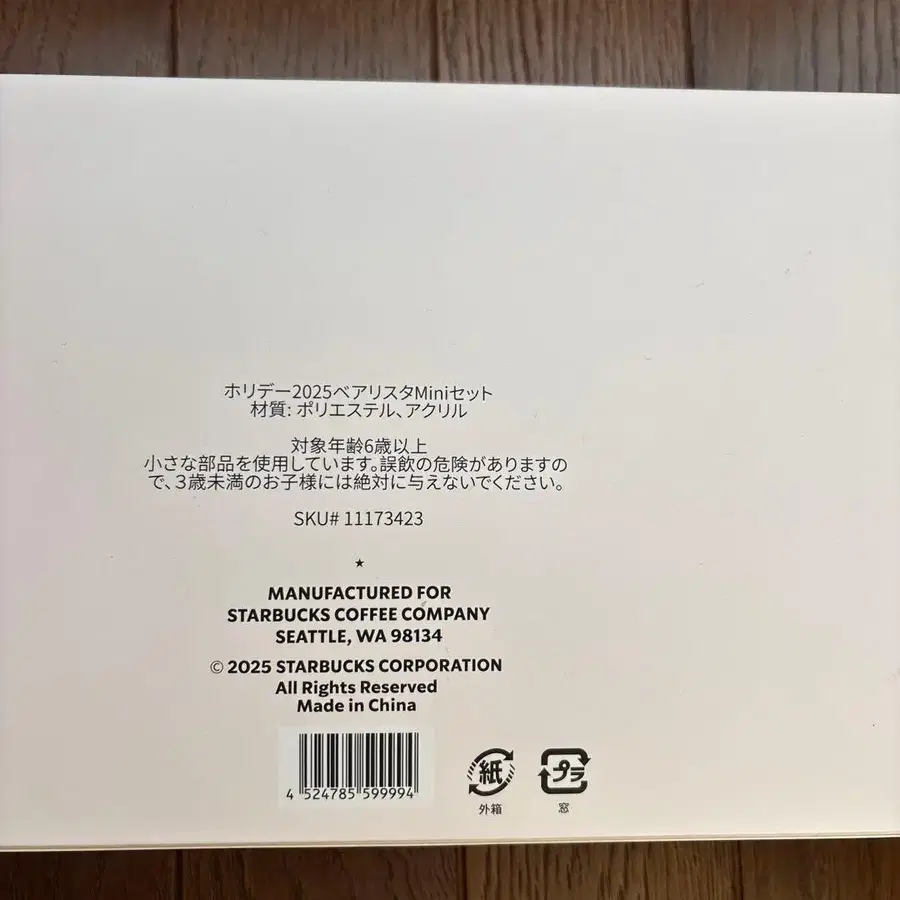 ホリデー2025ベアリスタMiniセット
材質: ポリエステル、アクリル
対象年齢6歳以上
小さな部品を使用しています。誤飲の危険がありますの
で、3歳未満のお子様には絶対に与えないでください。
SKU# 11173423
MANUFACTURED FOR
STARBUCKS COFFEE COMPANY
SEATTLE, WA 98134
© 2025 STARBUCKS CORPORATION
All Rights Reserved
Made in China
4 524785 599994
紙
外箱
プラ
窓